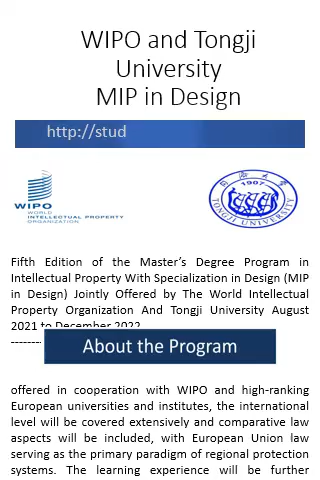 WIPO and Tongji
University
MIP in Design
http://stud
WIPO
WORLD
INTELLECTUAL PROPERTY
ORGANIZATION
1907
TONGJI UNIVERSITY
Fifth Edition of the Master’s Degree Program in
Intellectual Property With Specialization in Design (MIP
in Design) Jointly Offered by The World Intellectual
Property Organization And Tongji University August
2021 to December 2022
About the Program
offered in cooperation with WIPO and high-ranking
European universities and institutes, the international
level will be covered extensively and comparative law
aspects will be included, with European Union law
serving as the primary paradigm of regional protection
systems. The learning experience will be further